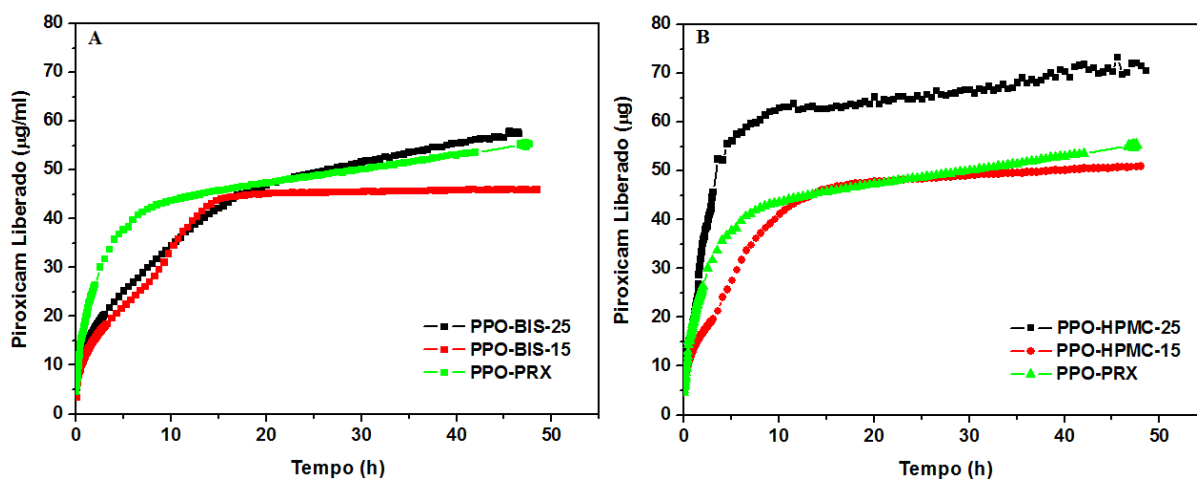 A
Piroxicam Liberado (µg/ml)
80
70
60
50
40
30
20
10
0
PPO-BIS-25
PPO-BIS-15
PPO-PRX
0 10 20 30 40 50
Tempo (h)
B
Piroxicam Liberado (µg)
80
70
60
50
40
30
20
10
0
PPO-HPMC-25
PPO-HPMC-15
PPO-PRX
0 10 20 30 40 50
Tempo (h)